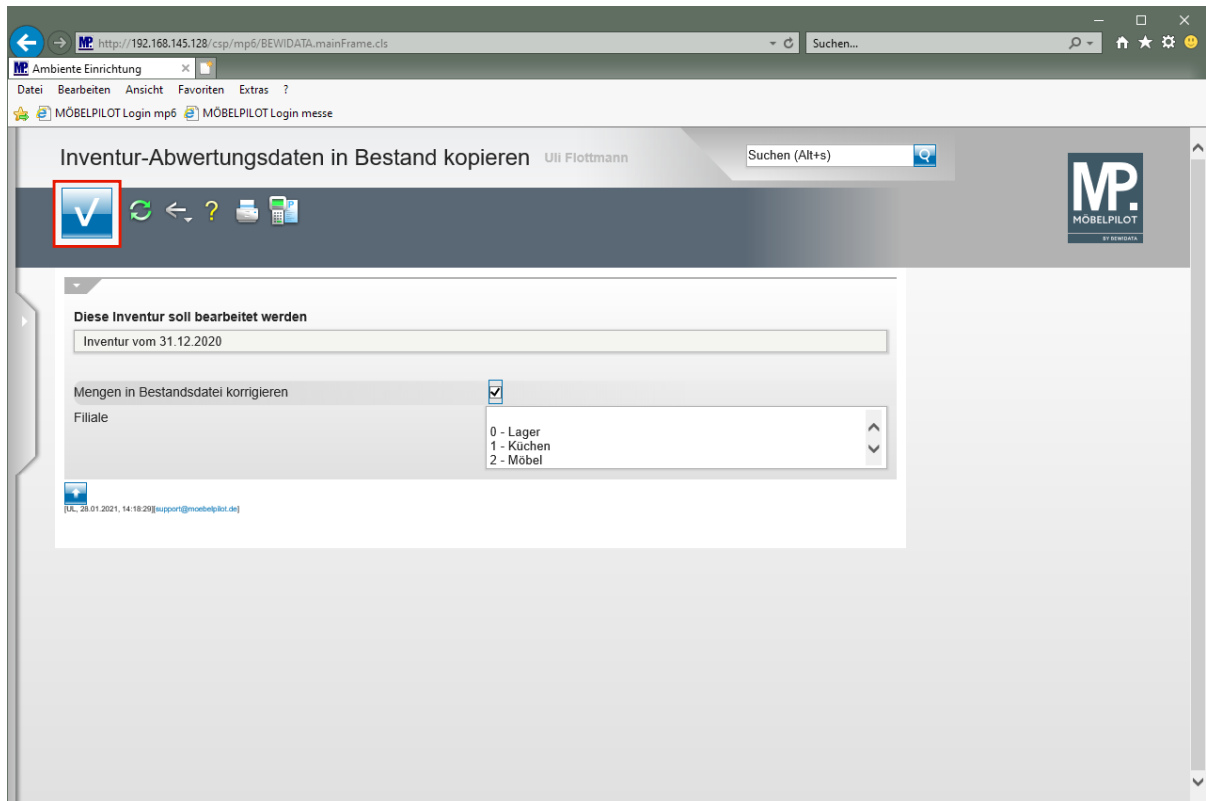 http://192.168.145.128/csp/mp6/BEWIDATA.mainFrame.cls
Suchen...
MP. Ambiente Einrichtung
Datei Bearbeiten Ansicht Favoriten Extras ?
MÖBELPILOT Login mp6 MÖBELPILOT Login messe
Inventur-Abwertungsdaten in Bestand kopieren Uli Flottmann
Suchen (Alt+s)
MP.
MÖBELPILOT
BY BEWIDATA
Diese Inventur soll bearbeitet werden
Inventur vom 31.12.2020
Mengen in Bestandsdatei korrigieren
Filiale
0 - Lager
1 - Küchen
2 - Möbel
[UL, 28.01.2021, 14:18:29][support@moebelpilot.de]